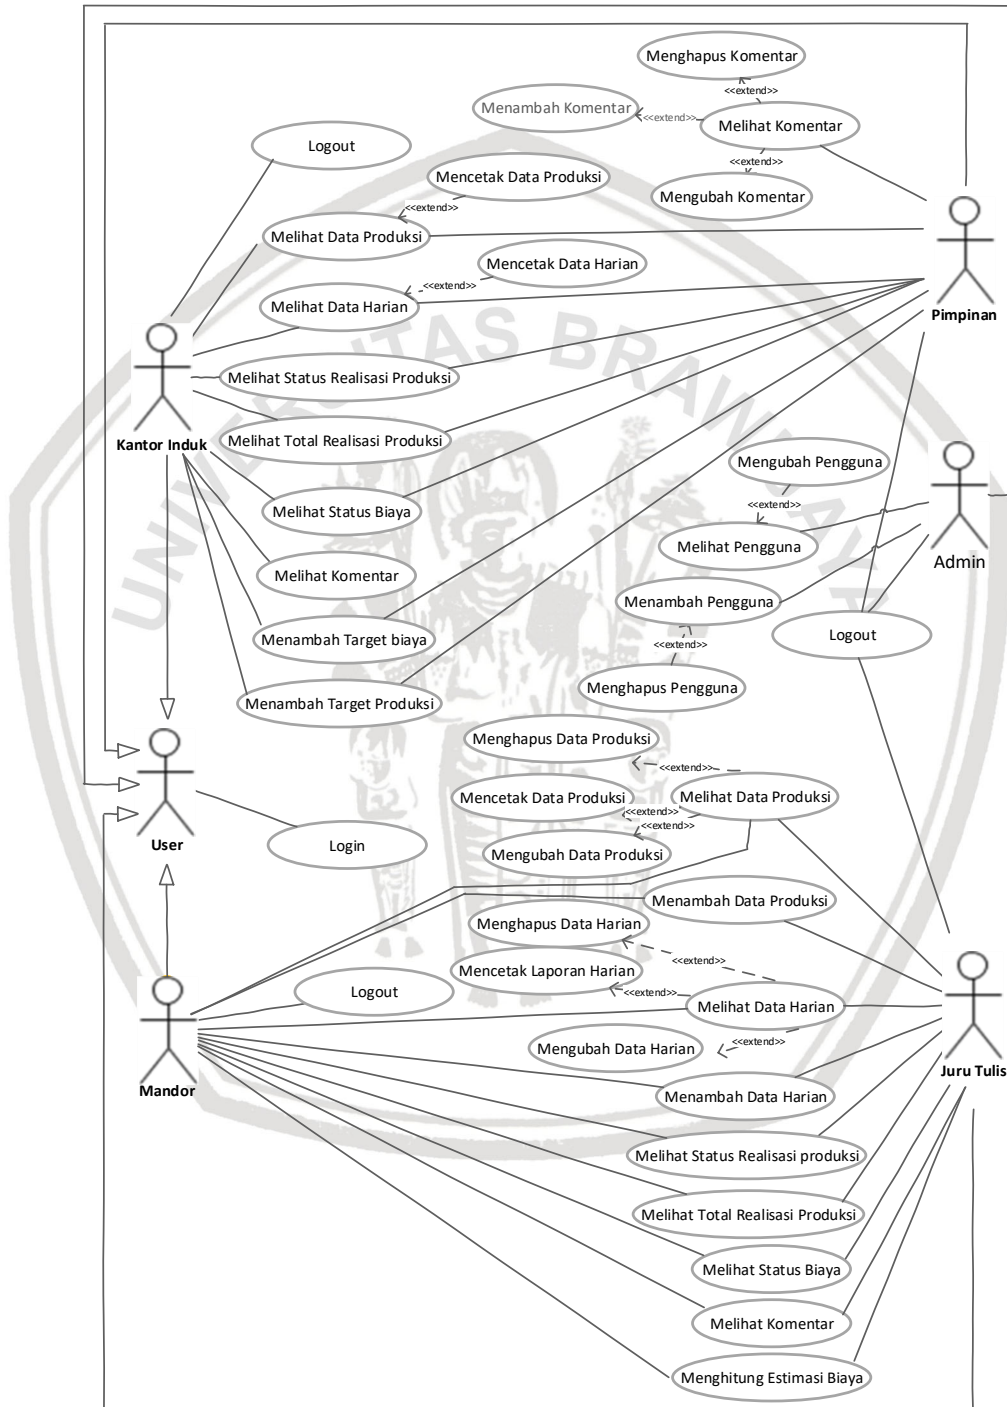 Menghapus Komentar
<<extend>>
Menambah Komentar
<<extend>>
Melihat Komentar
Logout
<<extend>>
Mencetak Data Produksi
Mengubah Komentar
<<extend>>
Melihat Data Produksi
Mencetak Data Harian
<<extend>>
Melihat Data Harian
Pimpinan
Melihat Status Realisasi Produksi
Kantor Induk
Melihat Total Realisasi Produksi
Mengubah Pengguna
<<extend>>
Melihat Status Biaya
Melihat Pengguna
Admin
Melihat Komentar
Menambah Pengguna
Menambah Target biaya
Logout
<<extend>>
Menghapus Pengguna
Menambah Target Produksi
Menghapus Data Produksi
<<extend>>
Mencetak Data Produksi
Melihat Data Produksi
<<extend>>
<<extend>>
User
Login
Mengubah Data Produksi
Menambah Data Produksi
Menghapus Data Harian
<<extend>>
Mencetak Laporan Harian
Logout
<<extend>>
Melihat Data Harian
<<extend>>
Mengubah Data Harian
Juru Tulis
Mandor
Menambah Data Harian
Melihat Status Realisasi produksi
Melihat Total Realisasi Produksi
Melihat Status Biaya
Melihat Komentar
Menghitung Estimasi Biaya
UNIVERSITAS BRAWIJAYA